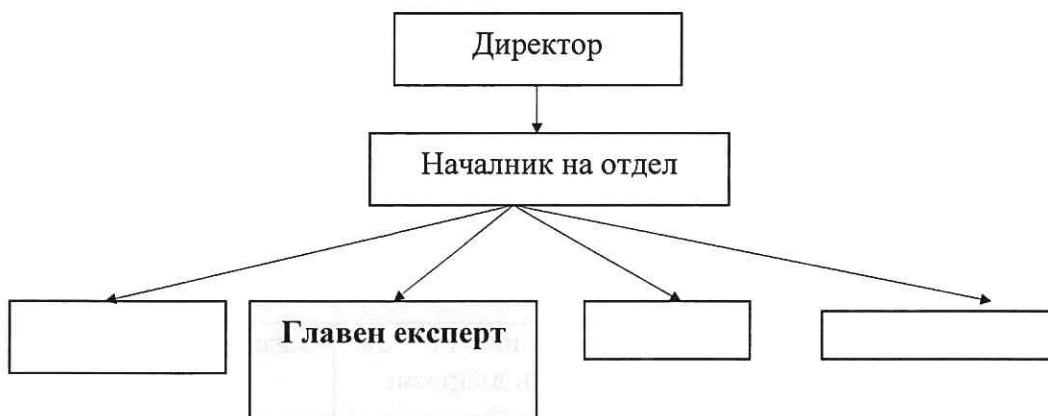 Директор
Началник на отдел
Главен експерт